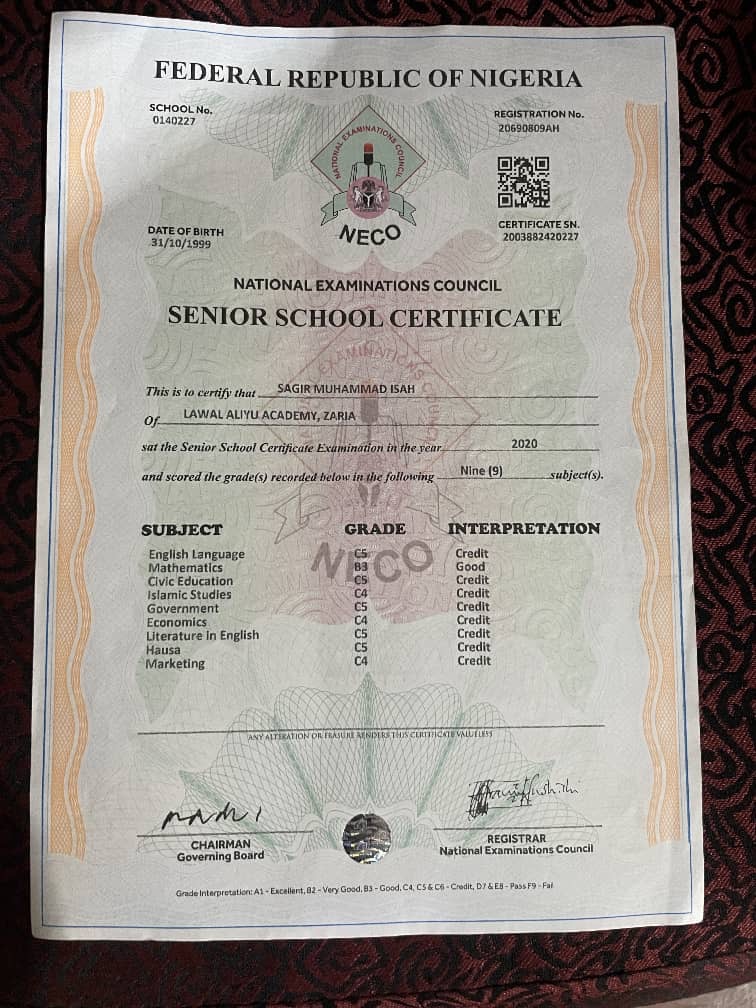 FEDERAL REPUBLIC OF NIGERIA
SCHOOL No.
0140227
REGISTRATION No.
20690809AH
NATIONAL EXAMINATIONS COUNCIL
NECO
DATE OF BIRTH
31/10/1999
CERTIFICATE SN.
2003882420227
NATIONAL EXAMINATIONS COUNCIL
SENIOR SCHOOL CERTIFICATE
This is to certify that SAGIR MUHAMMAD ISAH
Of LAWAL ALIYU ACADEMY, ZARIA
sat the Senior School Certificate Examination in the year 2020
and scored the grade(s) recorded below in the following Nine (9) subject(s).
SUBJECT GRADE INTERPRETATION
English Language C5 Credit
Mathematics B3 Good
Civic Education C5 Credit
Islamic Studies C4 Credit
Government C5 Credit
Economics C4 Credit
Literature in English C5 Credit
Hausa C5 Credit
Marketing C4 Credit
NECO
ANY ALTERATION OR ERASURE RENDERS THIS CERTIFICATE VALUELESS
CHAIRMAN
Governing Board
REGISTRAR
National Examinations Council
Grade Interpretation: A1 - Excellent, B2 - Very Good, B3 - Good, C4, C5 & C6 - Credit, D7 & E8 - Pass F9 - Fail